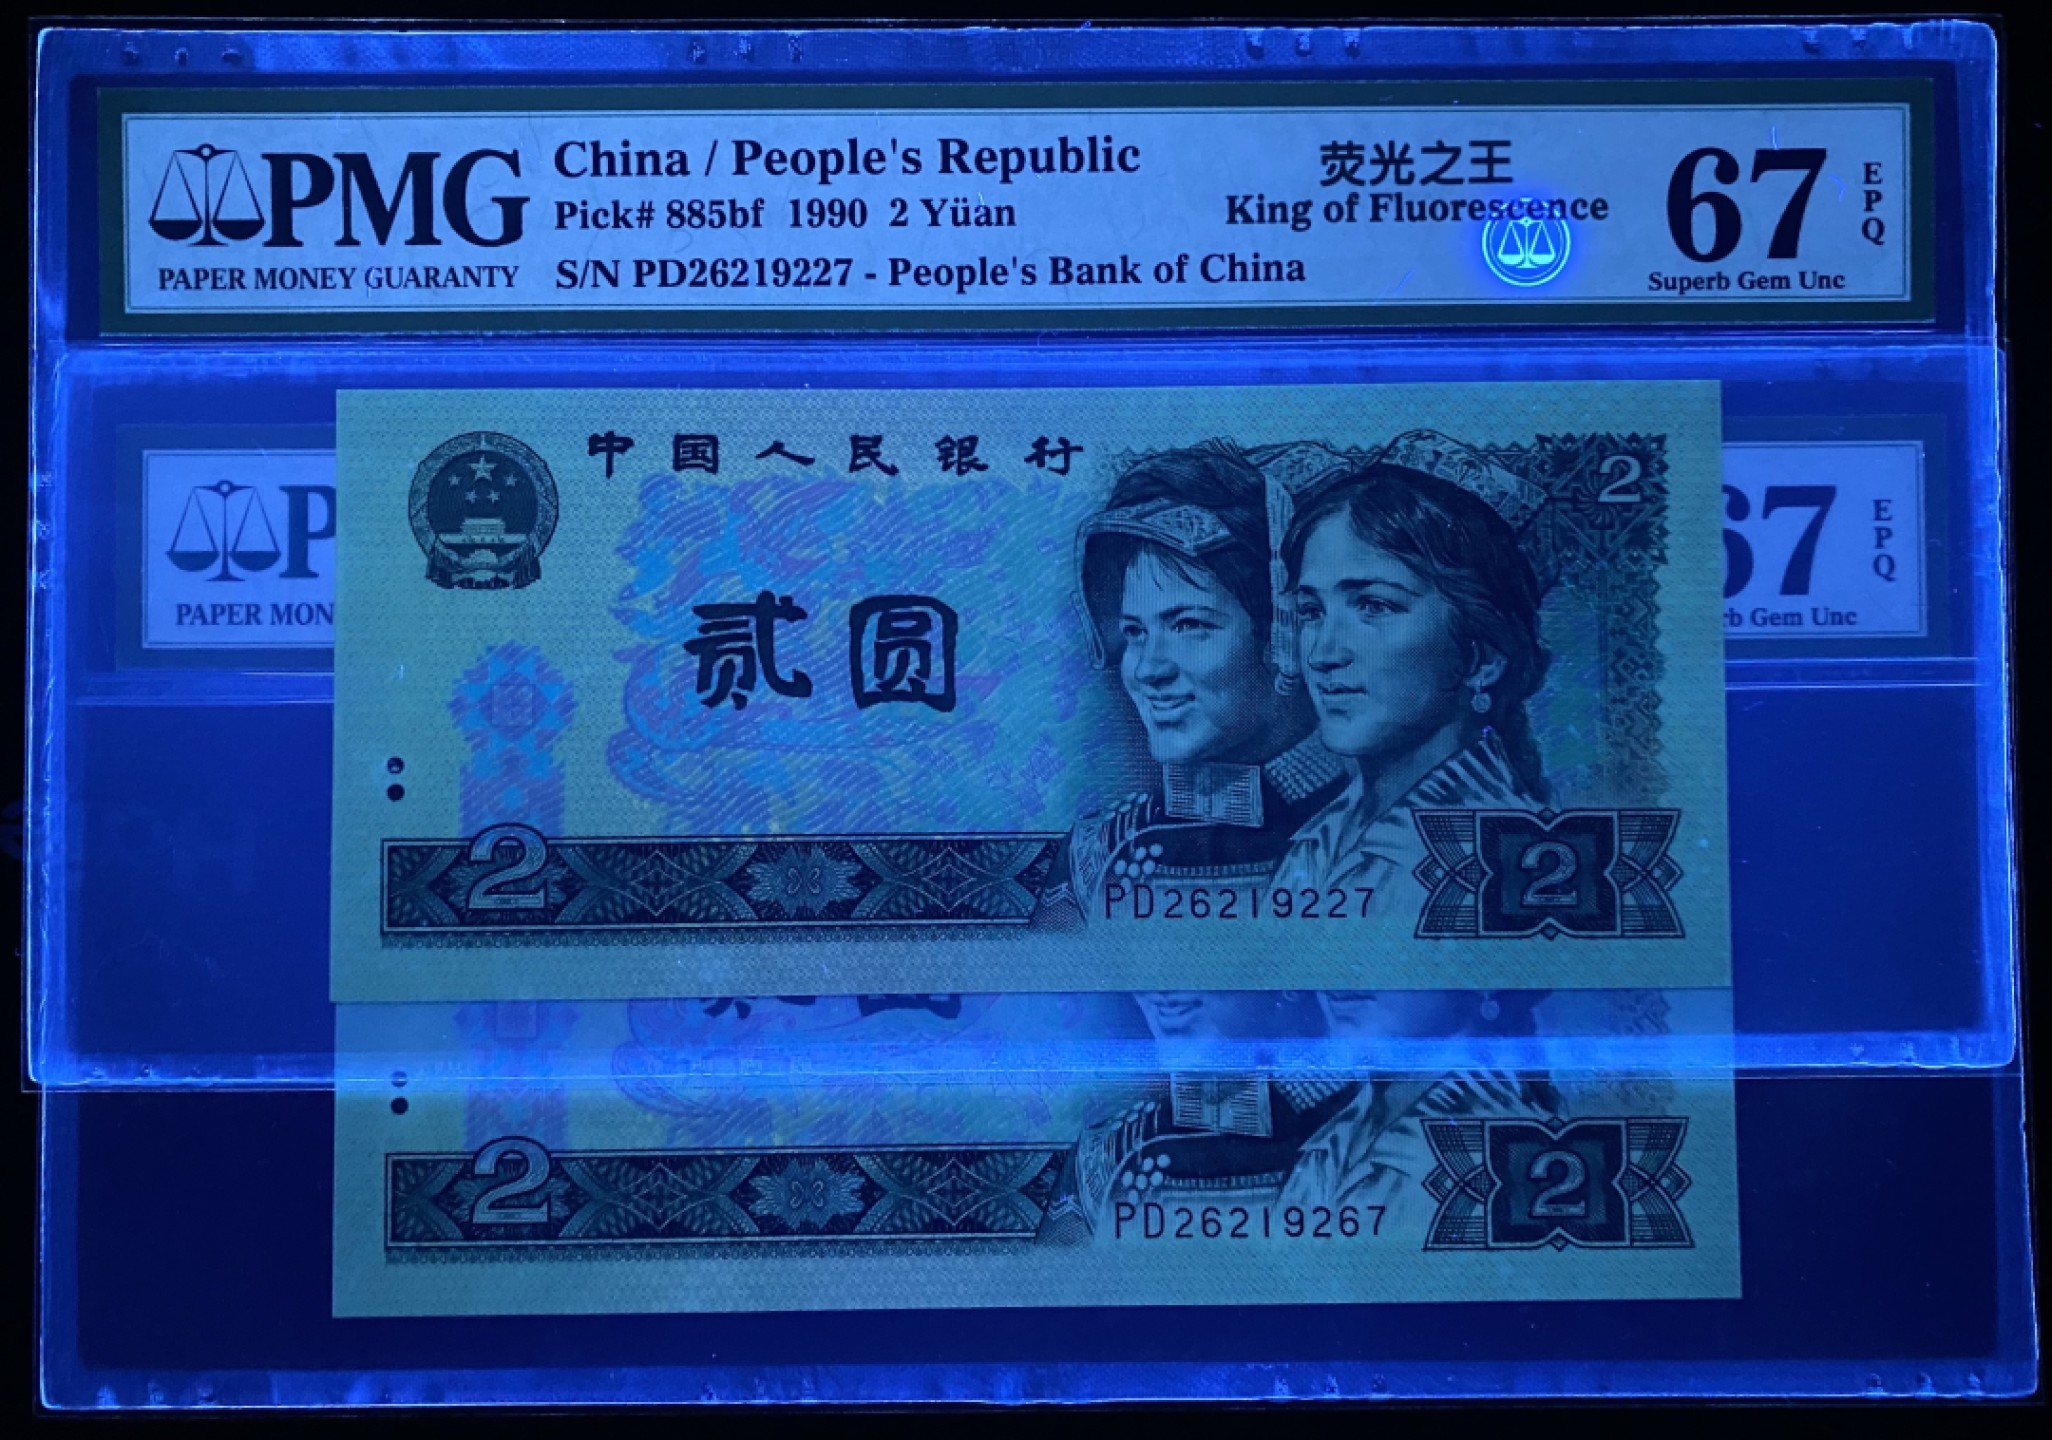 PMG
PAPER MONEY GUARANTY
China / People's Republic
Pick# 885bf 1990 2 Yüan
S/N PD26219227 - People's Bank of China
荧光之王
King of Fluorescence
67
EPQ
Superb Gem Unc
中国人民银行
2
贰圆
2
PD26219227
2
P
PAPER MON
67
EPQ
Gem Unc
2
PD26219267
2